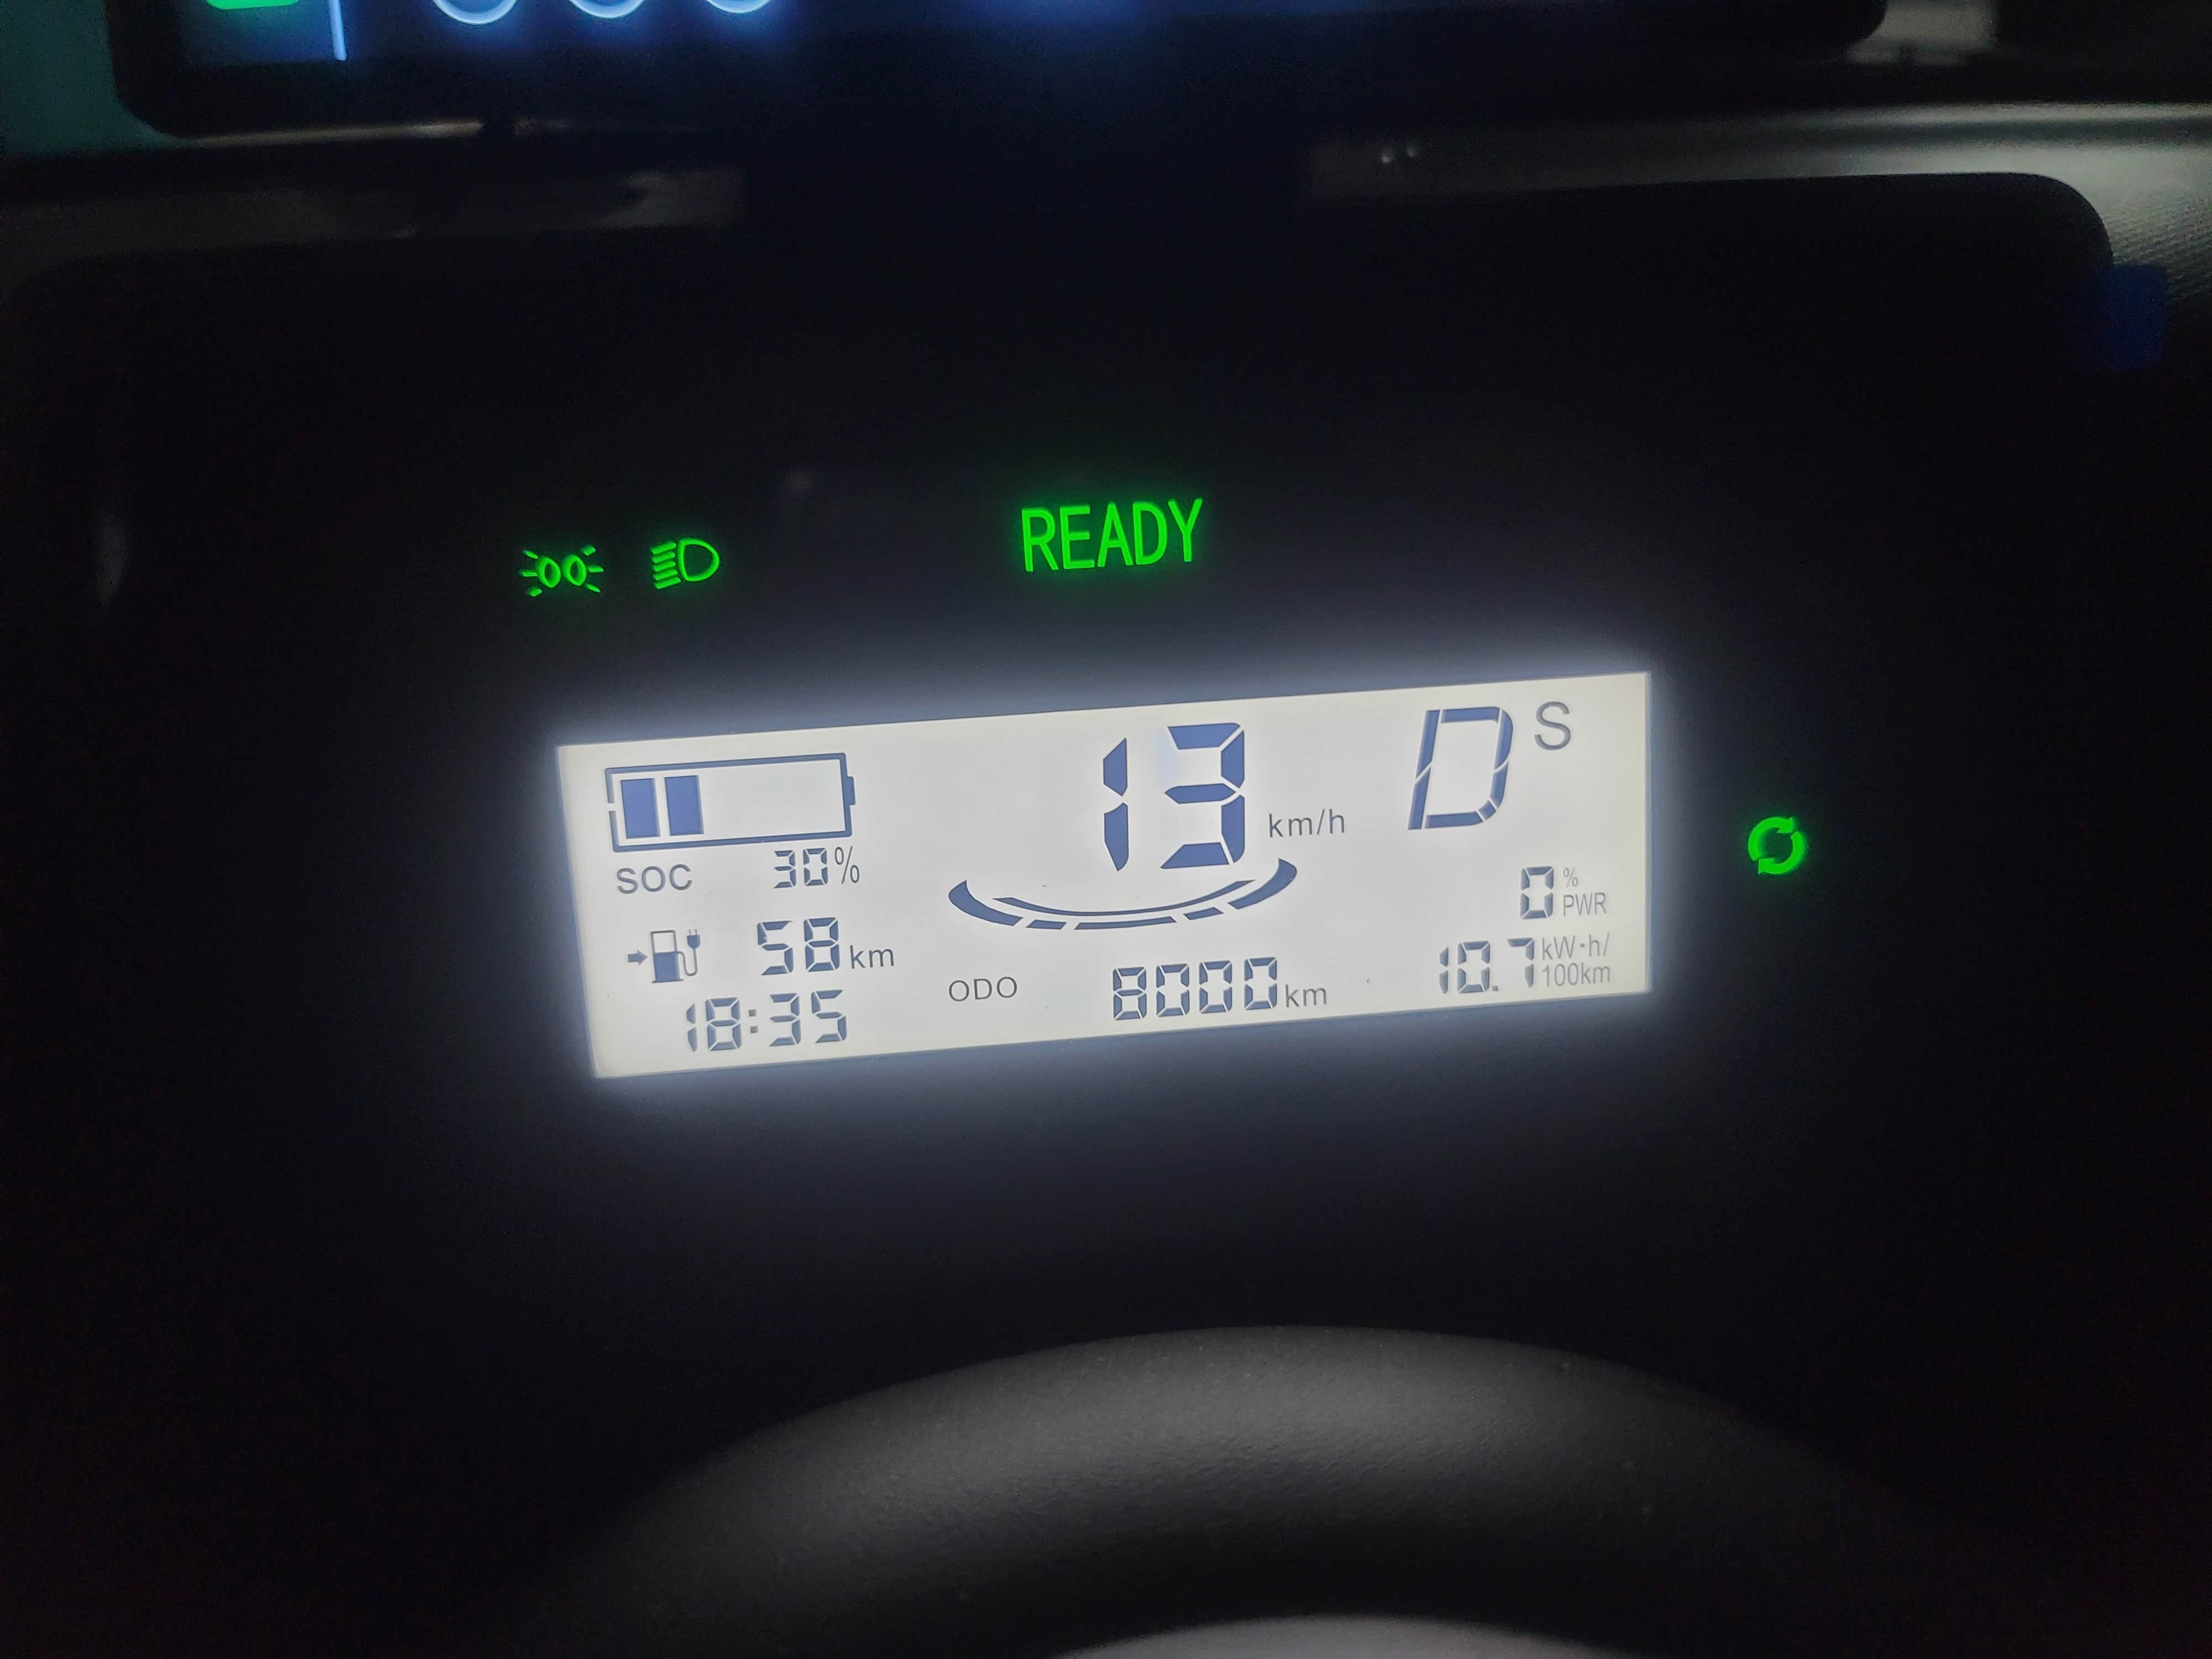 READY
13 km/h
D S
SOC 30%
0 % PWR
58 km
10.7 kW·h/100km
ODO 8000 km
18:35